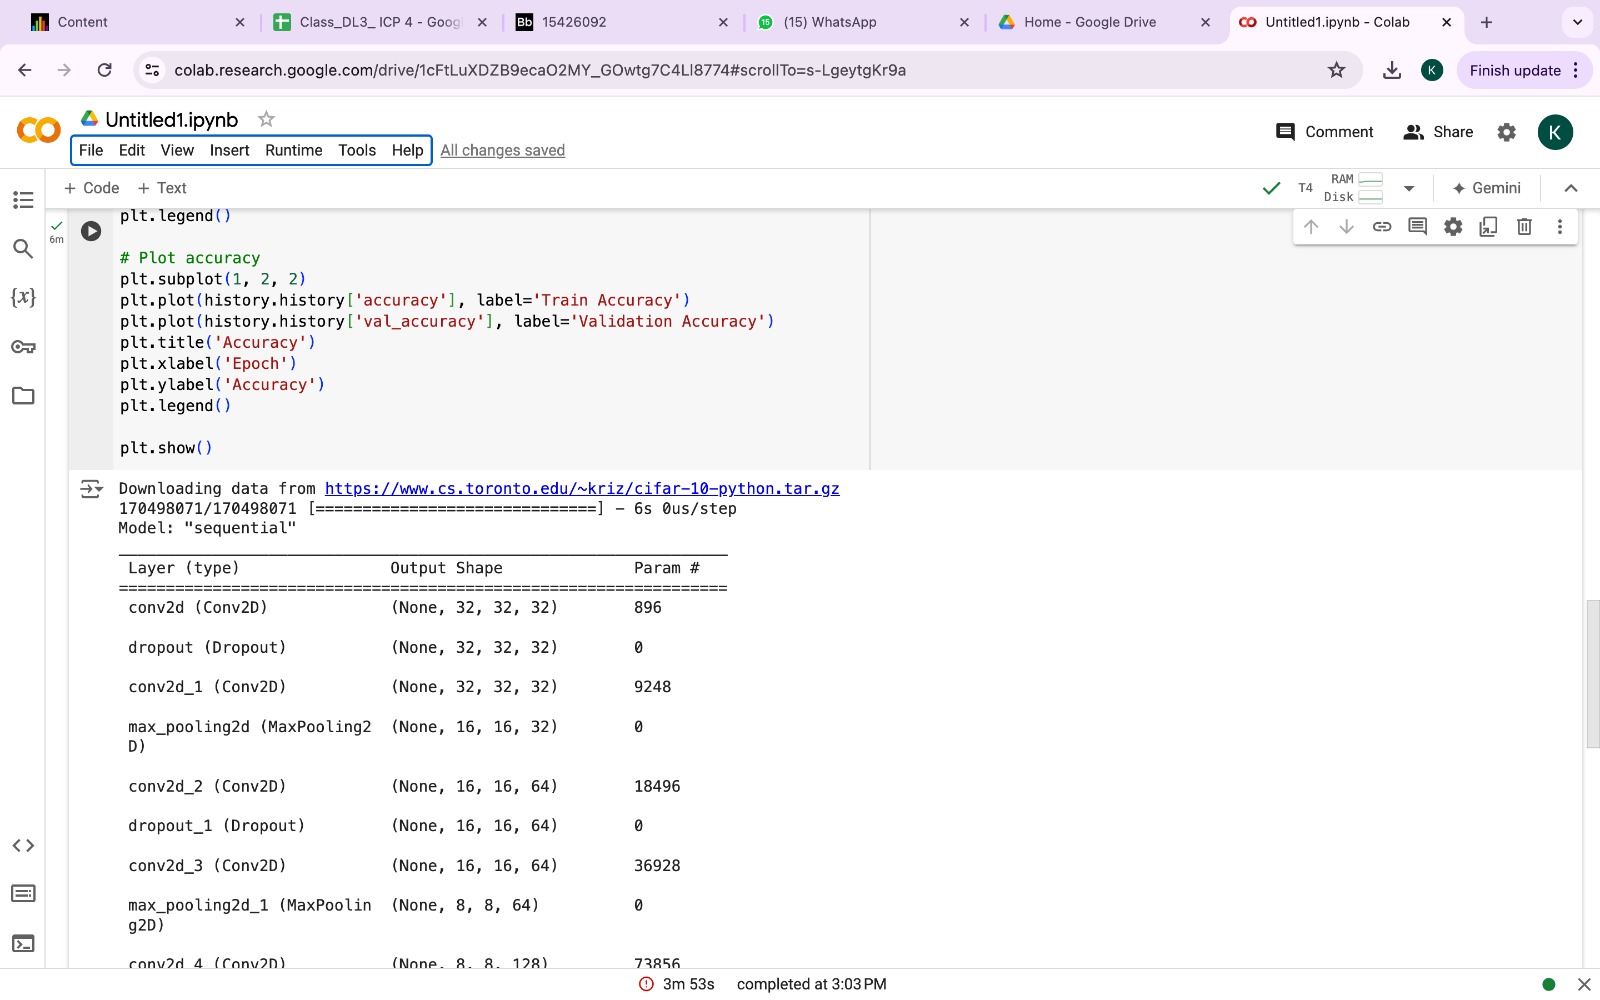 Content
Class_DL3_ ICP 4 - Goog
Bb 15426092
15 (15) WhatsApp
Home - Google Drive
Untitled1.ipynb - Colab
colab.research.google.com/drive/1cFtLuXDZB9ecaO2MY_GOwtg7C4Ll8774#scrollTo=s-LgeytgKr9a
K
Finish update
Untitled1.ipynb
File Edit View Insert Runtime Tools Help All changes saved
Comment Share K
+ Code + Text
T4 RAM
Disk
Gemini
6m
plt.legend()
# Plot accuracy
plt.subplot(1, 2, 2)
plt.plot(history.history['accuracy'], label='Train Accuracy')
plt.plot(history.history['val_accuracy'], label='Validation Accuracy')
plt.title('Accuracy')
plt.xlabel('Epoch')
plt.ylabel('Accuracy')
plt.legend()
plt.show()
{x}
Downloading data from https://www.cs.toronto.edu/~kriz/cifar-10-python.tar.gz
170498071/170498071 [==============================] - 6s 0us/step
Model: "sequential"
_________________________________________________________________
Layer (type) Output Shape Param #
=================================================================
conv2d (Conv2D) (None, 32, 32, 32) 896
dropout (Dropout) (None, 32, 32, 32) 0
conv2d_1 (Conv2D) (None, 32, 32, 32) 9248
max_pooling2d (MaxPooling2 (None, 16, 16, 32) 0
D)
conv2d_2 (Conv2D) (None, 16, 16, 64) 18496
dropout_1 (Dropout) (None, 16, 16, 64) 0
conv2d_3 (Conv2D) (None, 16, 16, 64) 36928
max_pooling2d_1 (MaxPoolin (None, 8, 8, 64) 0
g2D)
conv2d_4 (Conv2D) (None, 8, 8, 128) 73856
3m 53s completed at 3:03 PM